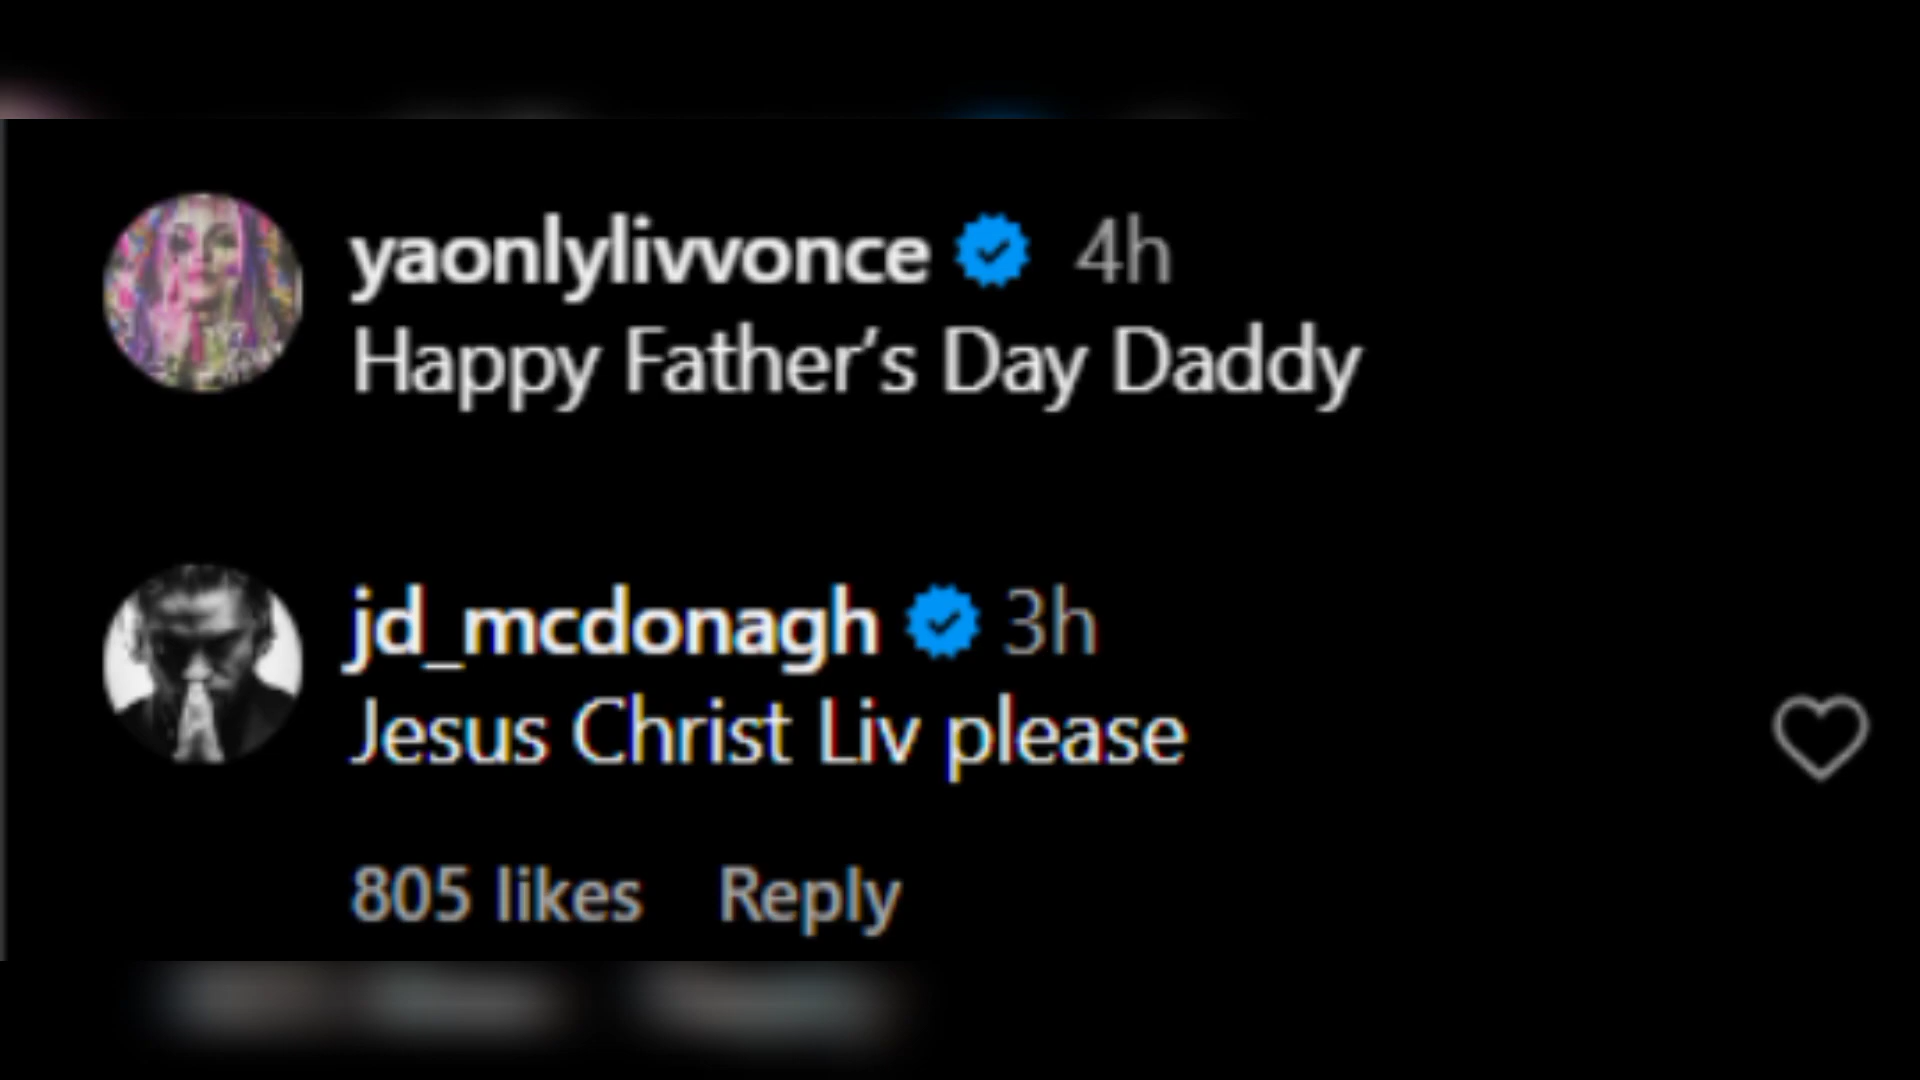 yaonlylivvonce 4h
Happy Father’s Day Daddy
jd_mcdonagh 3h
Jesus Christ Liv please
805 likes Reply